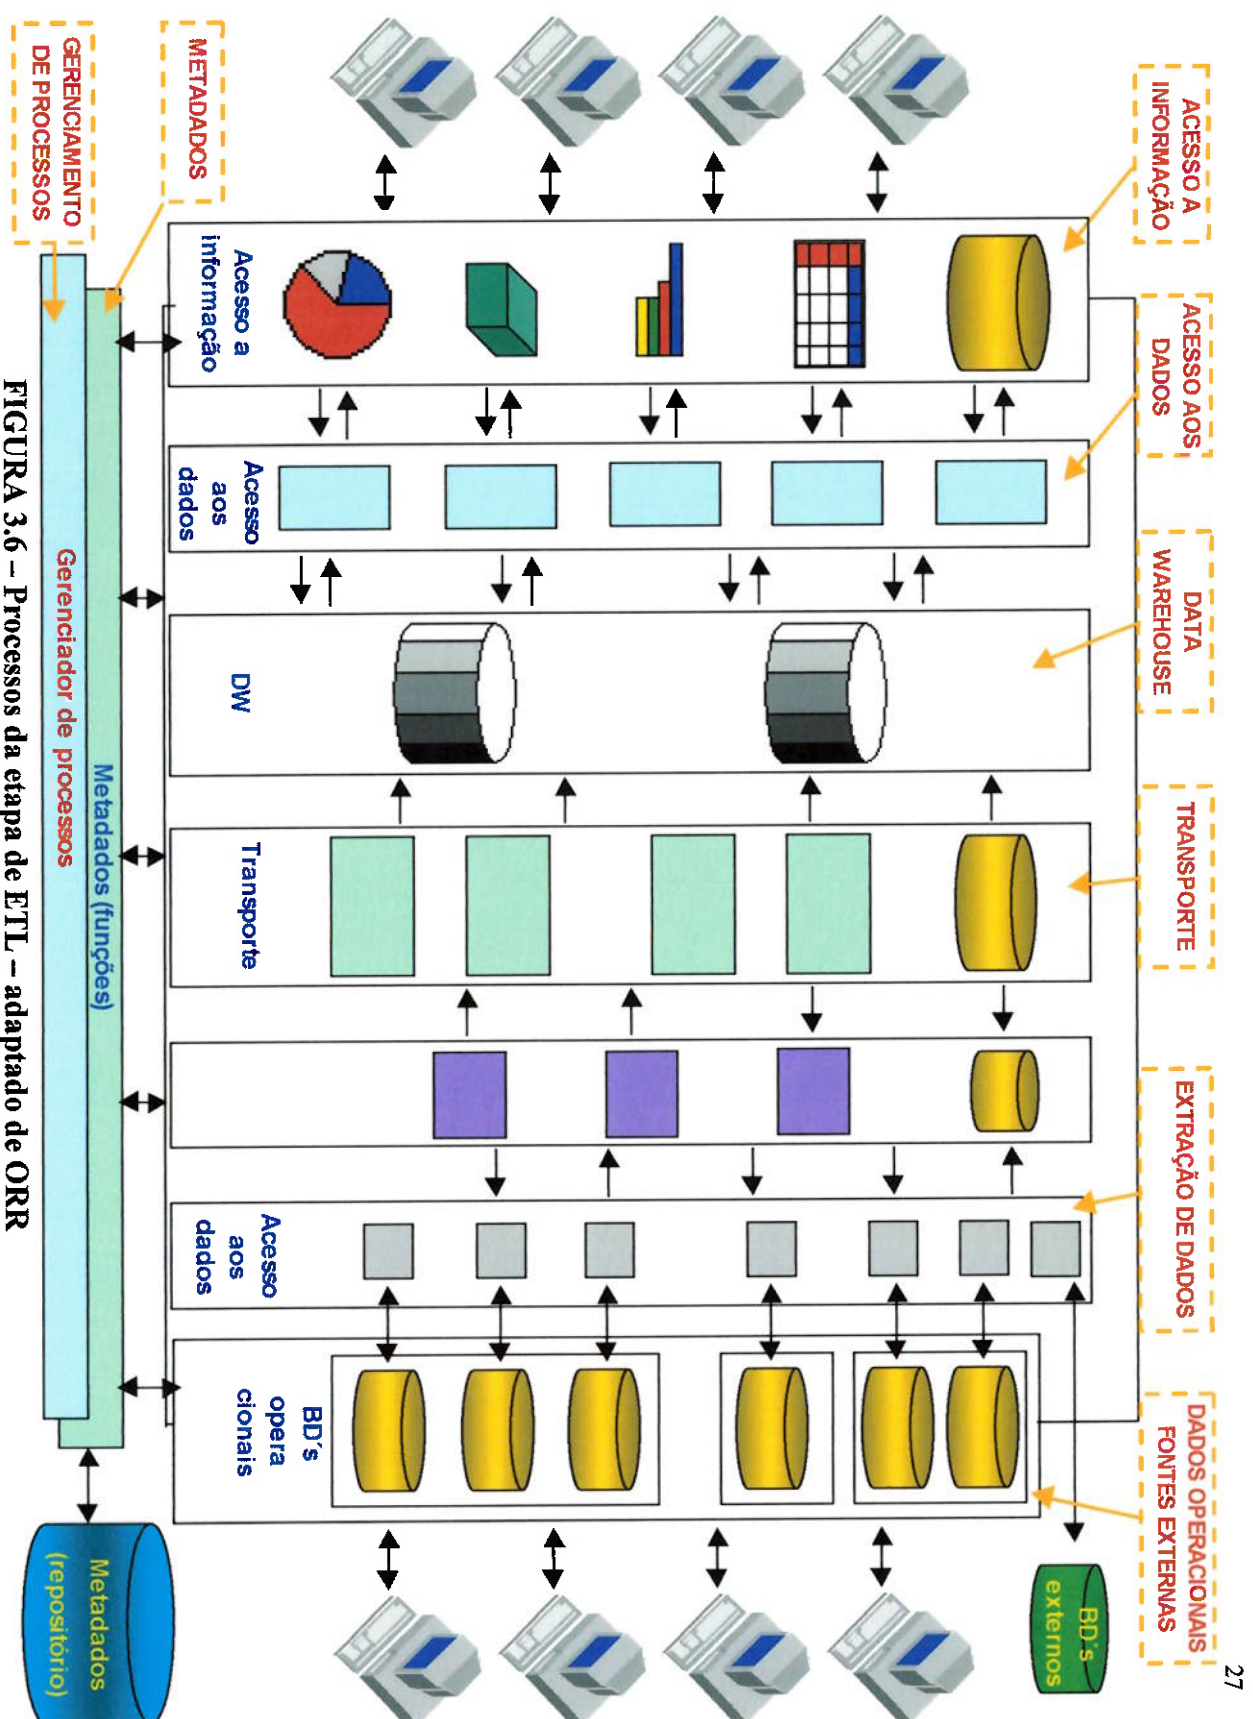 27
ACESSO A
INFORMAÇÃO
ACESSO AOS
DADOS
DATA
WAREHOUSE
TRANSPORTE
EXTRAÇÃO DE DADOS
DADOS OPERACIONAIS
FONTES EXTERNAS
BD´s
externos
Acesso a
informação
Acesso
aos
dados
DW
Transporte
Acesso
aos
dados
BD´s
opera
cionais
METADADOS
GERENCIAMENTO
DE PROCESSOS
Metadados (funções)
Gerenciador de processos
Metadados
(repositório)
FIGURA 3.6 – Processos da etapa de ETL – adaptado de ORR